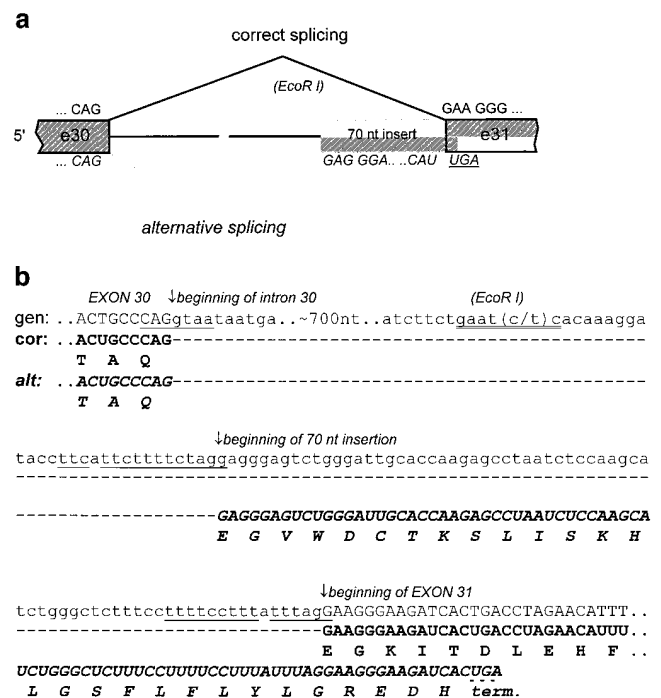 a
correct splicing
(EcoR I)
... CAG
GAA GGG ...
5'
e30
70 nt insert
e31
... CAG
GAG GGA.. ..CAU UGA
alternative splicing
b
EXON 30 ↓beginning of intron 30 (EcoR I)
gen: ..ACTGCCCAGgtaataatga..~700nt..atcttctgaat(c/t)cacaaagga
cor: ..ACUGCCCAG------------------------------------------------
T A Q
alt: ..ACUGCCCAG------------------------------------------------
T A Q
↓beginning of 70 nt insertion
taccttcattcttttctaggagggagtctgggattgcaccaagagcctaatctccaagca
------------------------------------------------------------
-------------------GAGGGAGUCUGGGAUUGCACCAAGAGCCUAAUCUCCAAGCA
E G V W D C T K S L I S K H
↓beginning of EXON 31
tctgggctctttccttttcctttatttagGAAGGGAAGATCACTGACCTAGAACATTT..
-----------------------------GAAGGGAAGAUCACUGACCUAGAACAUUU..
E G K I T D L E H F ..
UCUGGGCUCUUUCCUUUUCCUUUAUUUAGGAAGGGAAGAUCACUGA
L G S F L F L Y L G R E D H term.